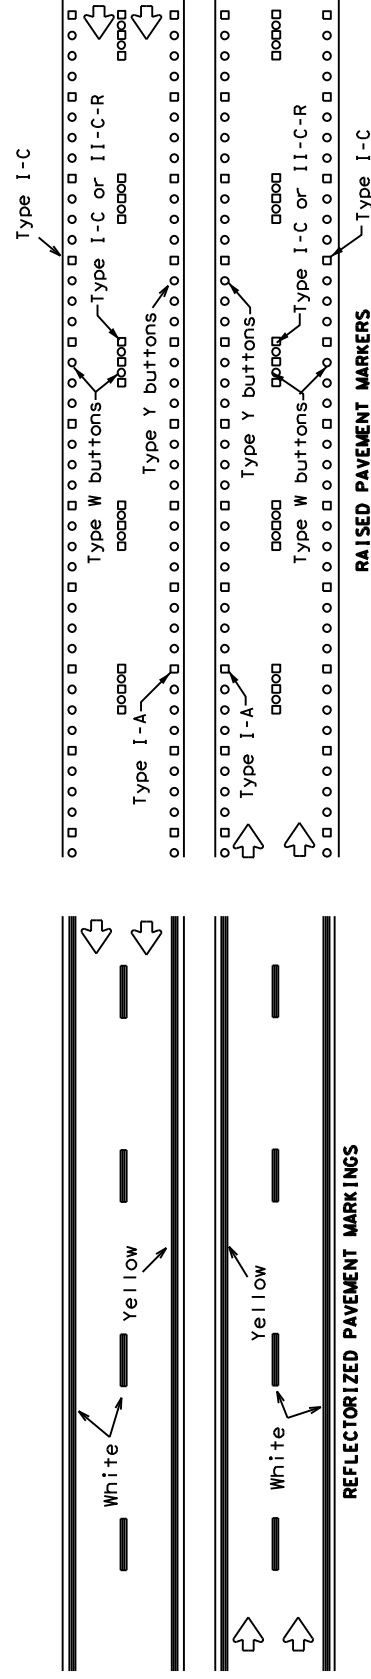 Type I-C
Type I-C or II-C-R
Type W buttons
Type Y buttons
Type I-A
Type I-A
Type Y buttons
Type W buttons
Type I-C or II-C-R
Type I-C
RAISED PAVEMENT MARKERS
White
Yellow
Yellow
White
REFLECTORIZED PAVEMENT MARKINGS